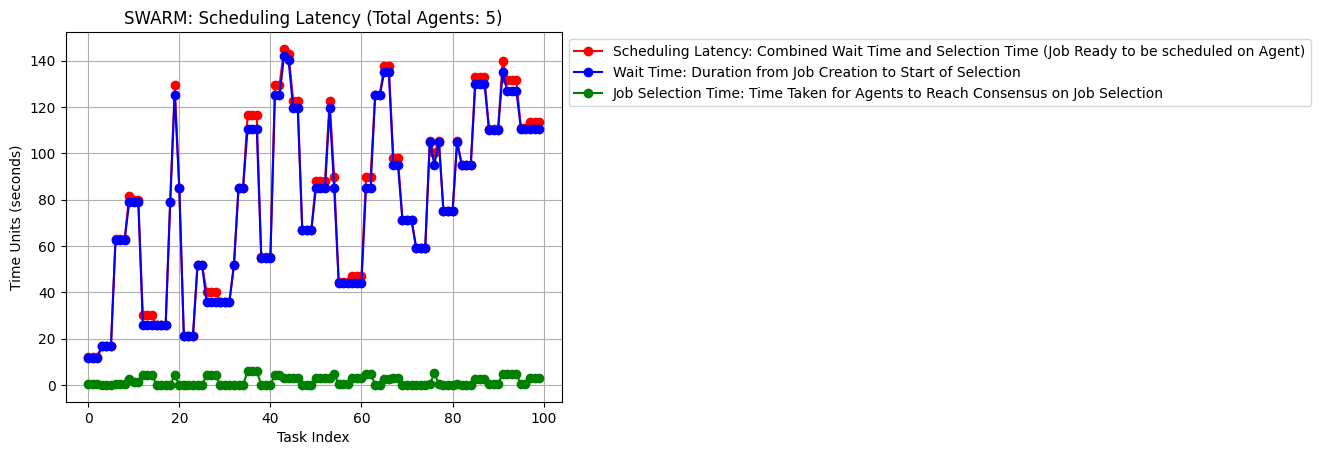 SWARM: Scheduling Latency (Total Agents: 5)
Scheduling Latency: Combined Wait Time and Selection Time (Job Ready to be scheduled on Agent)
Wait Time: Duration from Job Creation to Start of Selection
Job Selection Time: Time Taken for Agents to Reach Consensus on Job Selection
Time Units (seconds)
140
120
100
80
60
40
20
0
0 20 40 60 80 100
Task Index